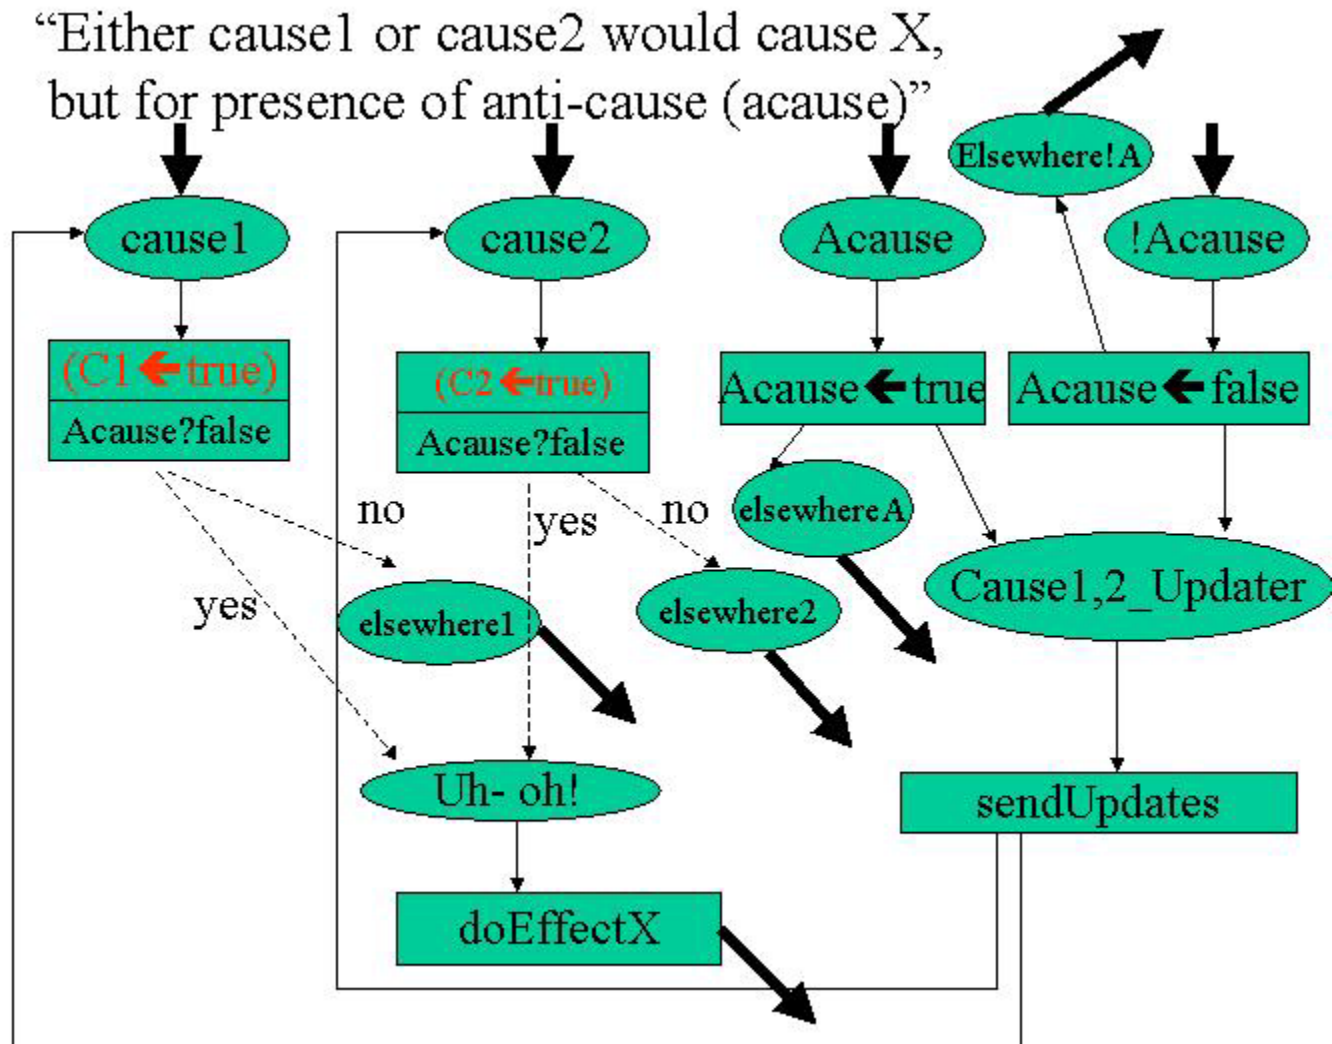 “Either cause1 or cause2 would cause X,
but for presence of anti-cause (acause)”
Elsewhere!A
cause1
cause2
Acause
!Acause
(C1 ← true)
(C2 ←true)
Acause ← true
Acause ← false
Acause?false
Acause?false
no
yes
no
elsewhereA
yes
elsewhere1
elsewhere2
Cause1,2_Updater
Uh- oh!
sendUpdates
doEffectX